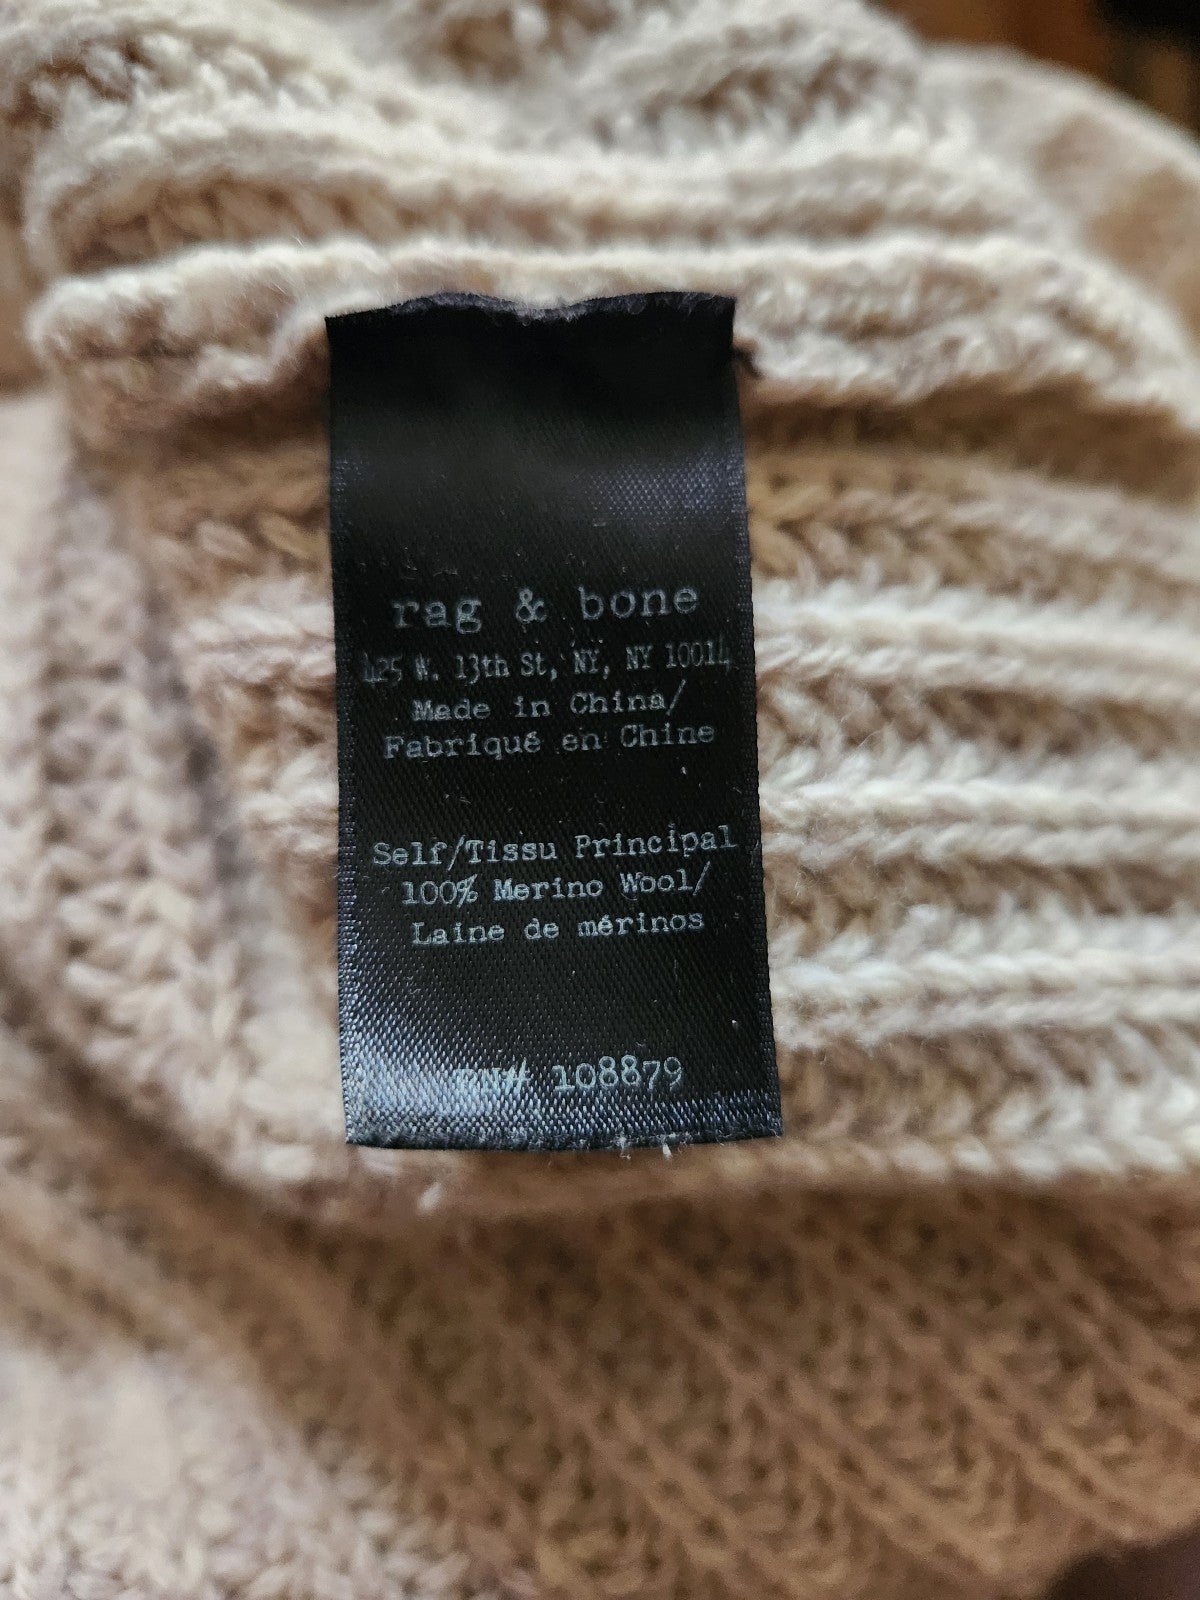 rag & bone
425 W. 13th St, NY, NY 10014
Made in China/
Fabriqué en Chine
Self/Tissu Principal
100% Merino Wool/
Laine de mérinos
RN# 108879